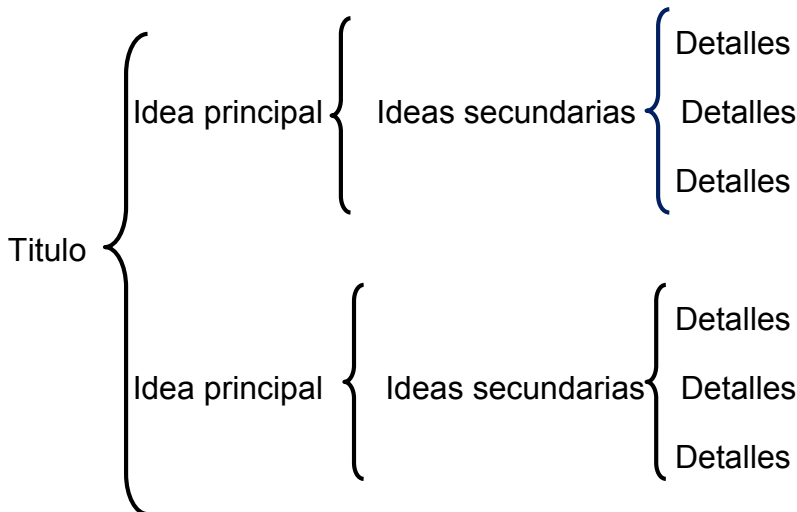 Detalles
Idea principal Ideas secundarias Detalles
Detalles
Titulo
Detalles
Idea principal Ideas secundarias Detalles
Detalles